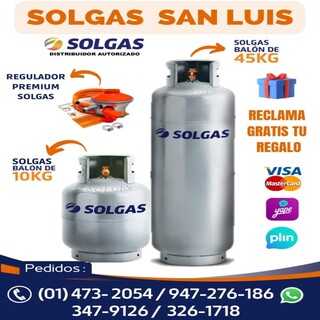 SOLGAS SAN LUIS
SOLGAS
DISTRIBUIDOR AUTORIZADO
SOLGAS
BALÓN DE
45KG
REGULADOR
PREMIUM
SOLGAS
RECLAMA
GRATIS TU
REGALO
SOLGAS
SOLGAS
BALÓN DE
10KG
SOLGAS
VISA
MasterCard
yape
plin
Pedidos :
(01) 473- 2054 / 947-276-186
347-9126 / 326-1718